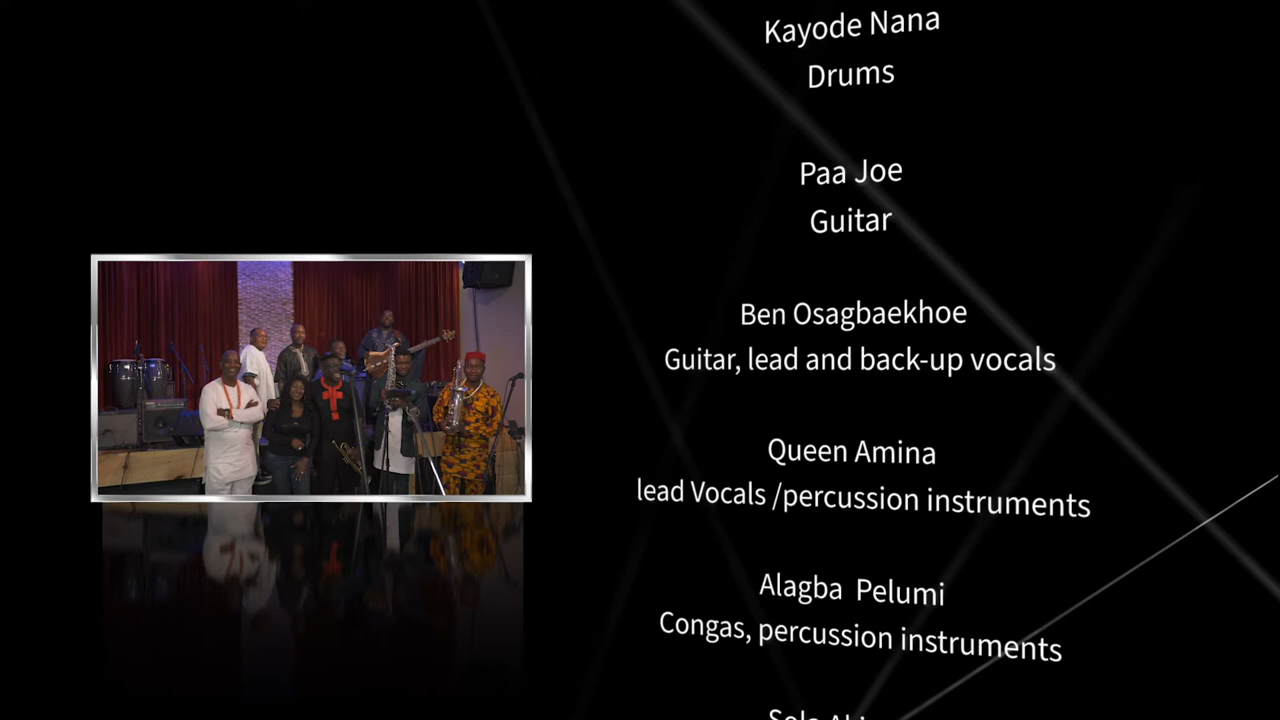 Kayode Nana
Drums
Paa Joe
Guitar
Ben Osagbaekhoe
Guitar, lead and back-up vocals
Queen Amina
lead Vocals /percussion instruments
Alagba Pelumi
Congas, percussion instruments